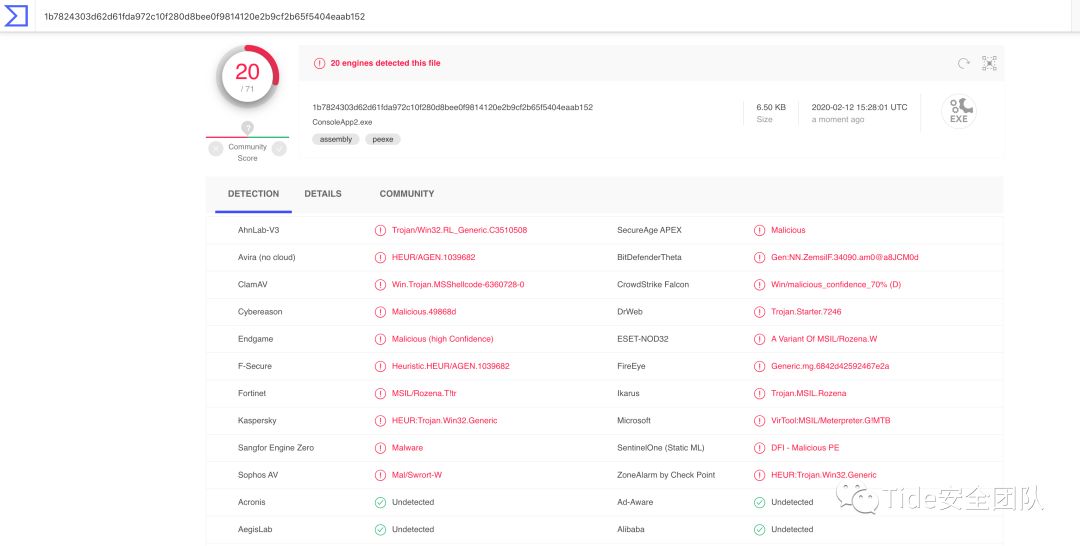 1b7824303d62d61fda972c10f280d8bee0f9814120e2b9cf2b65f5404eaab152
20
/ 71
?
Community
Score
20 engines detected this file
1b7824303d62d61fda972c10f280d8bee0f9814120e2b9cf2b65f5404eaab152
ConsoleApp2.exe
assembly peexe
6.50 KB
Size
2020-02-12 15:28:01 UTC
a moment ago
EXE
DETECTION DETAILS COMMUNITY
AhnLab-V3 Trojan/Win32.RL_Generic.C3510508 SecureAge APEX Malicious
Avira (no cloud) HEUR/AGEN.1039682 BitDefenderTheta Gen:NN.ZemsilF.34090.am0@a8JCM0d
ClamAV Win.Trojan.MSShellcode-6360728-0 CrowdStrike Falcon Win/malicious_confidence_70% (D)
Cybereason Malicious.49868d DrWeb Trojan.Starter.7246
Endgame Malicious (high Confidence) ESET-NOD32 A Variant Of MSIL/Rozena.W
F-Secure Heuristic.HEUR/AGEN.1039682 FireEye Generic.mg.6842d42592467e2a
Fortinet MSIL/Rozena.T!tr Ikarus Trojan.MSIL.Rozena
Kaspersky HEUR:Trojan.Win32.Generic Microsoft VirTool:MSIL/Meterpreter.G!MTB
Sangfor Engine Zero Malware SentinelOne (Static ML) DFI - Malicious PE
Sophos AV Mal/Swrort-W ZoneAlarm by Check Point HEUR:Trojan.Win32.Generic
Acronis Undetected Ad-Aware Undetected
AegisLab Undetected Alibaba Undetected
Tide安全团队